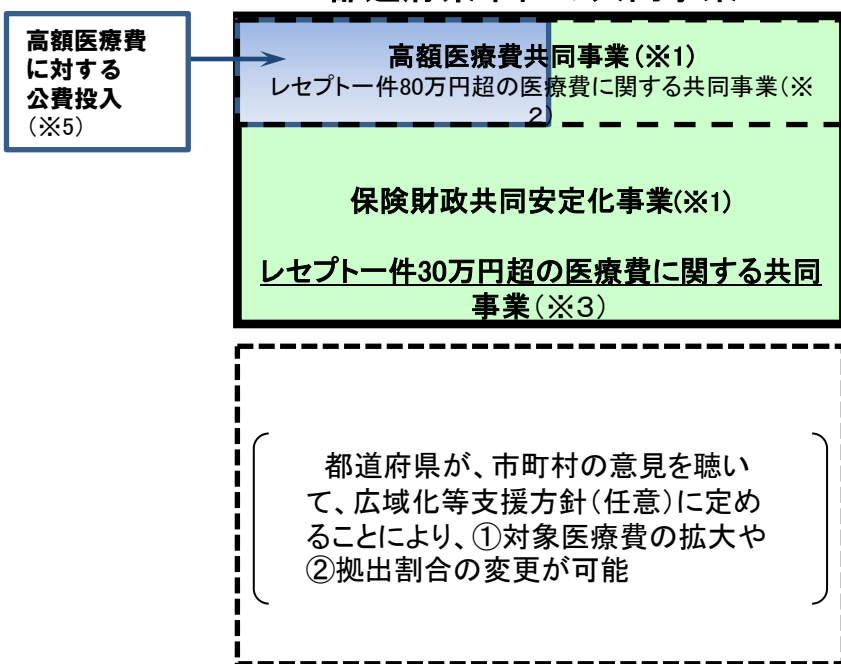 高額医療費
に対する
公費投入
(※5)
高額医療費共同事業(※1)
レセプト一件80万円超の医療費に関する共同事業(※
2)
保険財政共同安定化事業(※1)
レセプト一件30万円超の医療費に関する共同
事業(※3)
都道府県が、市町村の意見を聴い
て、広域化等支援方針(任意)に定め
ることにより、①対象医療費の拡大や
②拠出割合の変更が可能